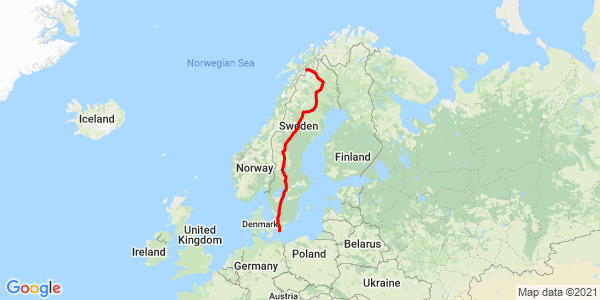 Norwegian Sea
Iceland
Sweden
Finland
Norway
Denmark
United
Kingdom
Ireland
Belarus
Poland
Germany
Ukraine
Austria
Google
Map data ©2021